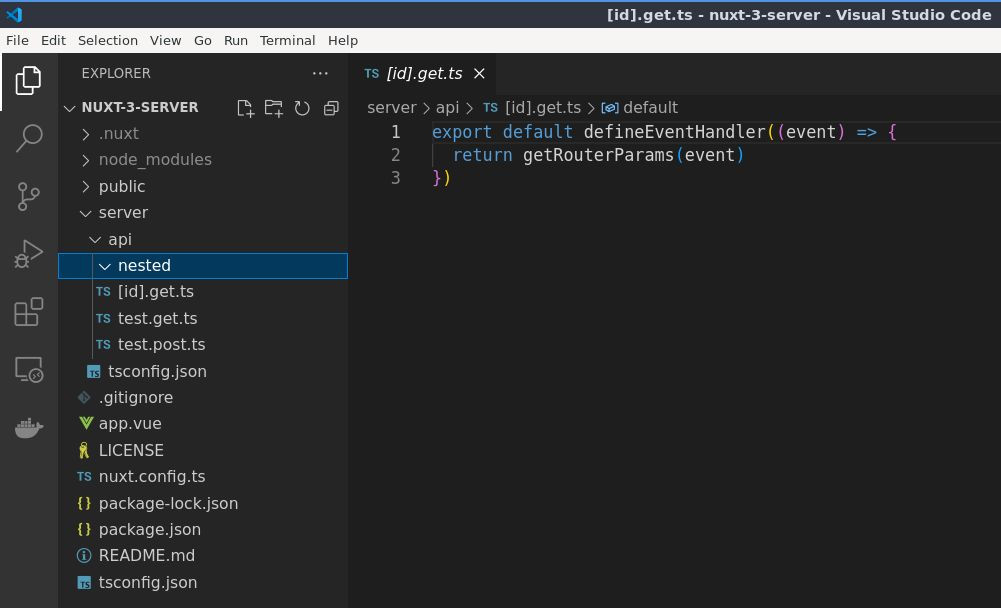 [id].get.ts - nuxt-3-server - Visual Studio Code
File Edit Selection View Go Run Terminal Help
EXPLORER ···
TS [id].get.ts ×
NUXT-3-SERVER
server > api > TS [id].get.ts > default
.nuxt
node_modules
public
server
api
nested
TS [id].get.ts
TS test.get.ts
TS test.post.ts
TS tsconfig.json
.gitignore
app.vue
LICENSE
TS nuxt.config.ts
{} package-lock.json
{} package.json
README.md
TS tsconfig.json
1 export default defineEventHandler((event) => {
2 return getRouterParams(event)
3 })